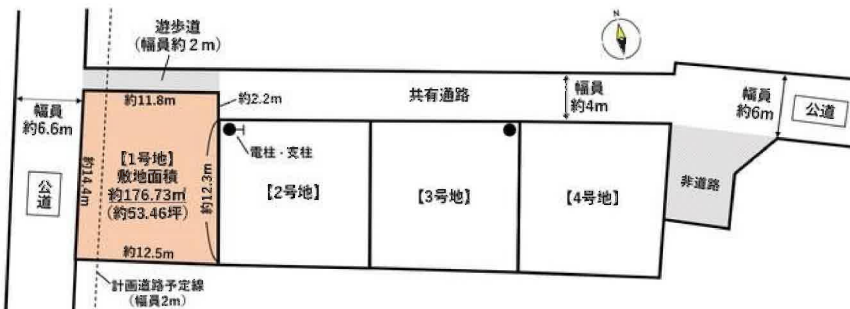 遊歩道
(幅員約2m)
N
幅員
約6.6m
約11.8m
約2.2m
共有通路
幅員
約4m
幅員
約6m
公道
電柱・支柱
【1号地】
敷地面積
約176.73㎡
(約53.46坪)
約14.4m
約12.3m
公道
【2号地】
【3号地】
【4号地】
非道路
約12.5m
計画道路予定線
(幅員2m)